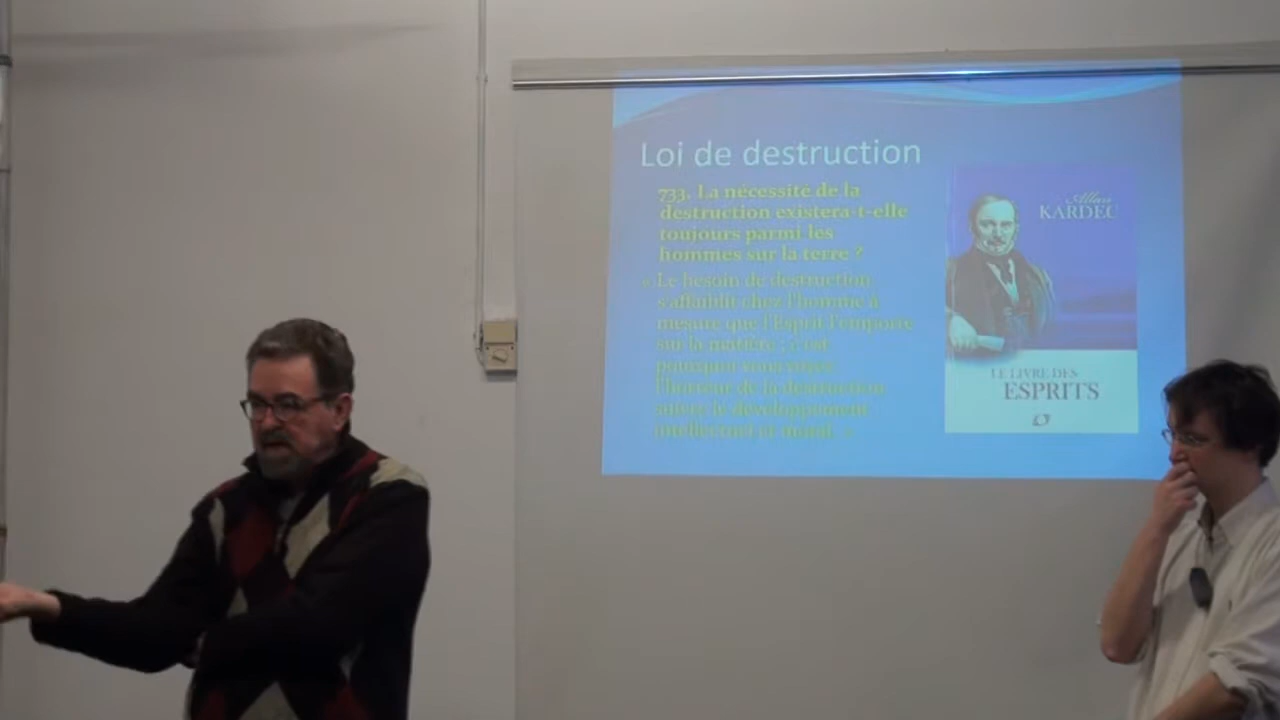 Loi de destruction
733. La nécessité de la
destruction existera-t-elle
toujours parmi les
hommes sur la terre ?
« Le besoin de destruction
s'affaiblit chez l'homme à
mesure que l'Esprit l'emporte
sur la matière ; c'est
pourquoi vous voyez
l'horreur de la destruction
suivre le développement
intellectuel et moral. »
Allan
KARDEC
LE LIVRE DES
ESPRITS